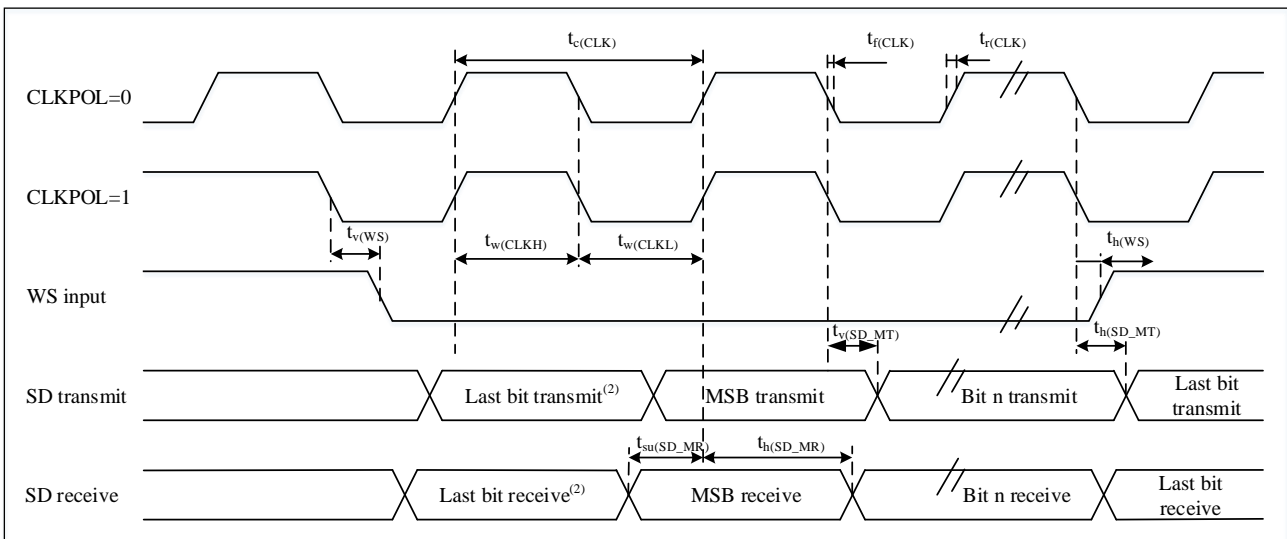 t_c(CLK)
t_f(CLK)
t_r(CLK)
CLKPOL=0
CLKPOL=1
t_v(WS)
t_w(CLKH)
t_w(CLKL)
t_h(WS)
WS input
t_v(SD_MT)
t_h(SD_MT)
SD transmit
Last bit transmit(2)
MSB transmit
Bit n transmit
Last bit
transmit
t_su(SD_MR)
t_h(SD_MR)
SD receive
Last bit receive(2)
MSB receive
Bit n receive
Last bit
receive